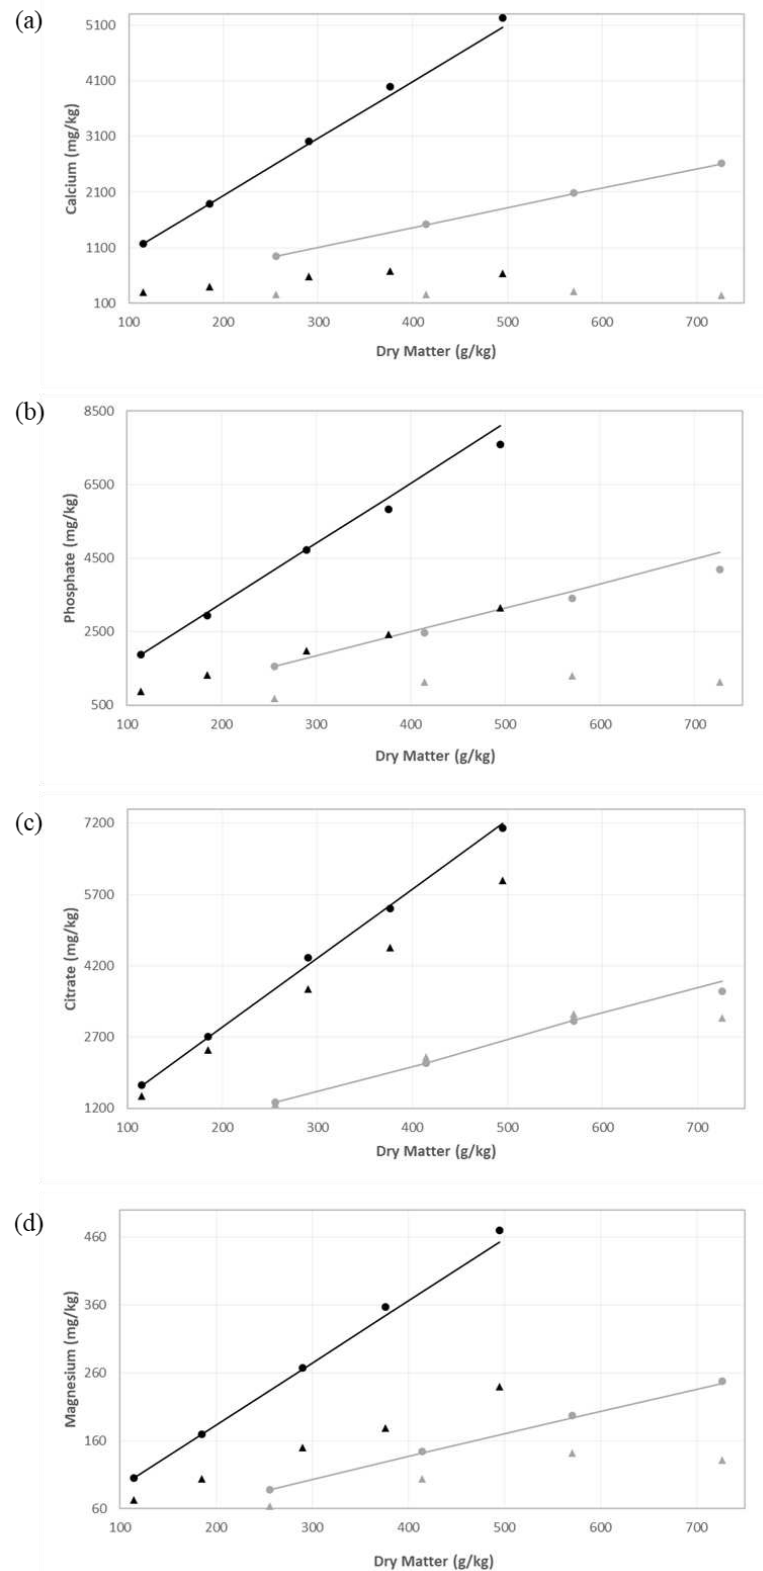 (a)
5100
4100
3100
2100
1100
100
Calcium (mg/kg)
100 200 300 400 500 600 700
Dry Matter (g/kg)
(b)
8500
6500
4500
2500
500
Phosphate (mg/kg)
100 200 300 400 500 600 700
Dry Matter (g/kg)
(c)
7200
5700
4200
2700
1200
Citrate (mg/kg)
100 200 300 400 500 600 700
Dry Matter (g/kg)
(d)
460
360
260
160
60
Magnesium (mg/kg)
100 200 300 400 500 600 700
Dry Matter (g/kg)